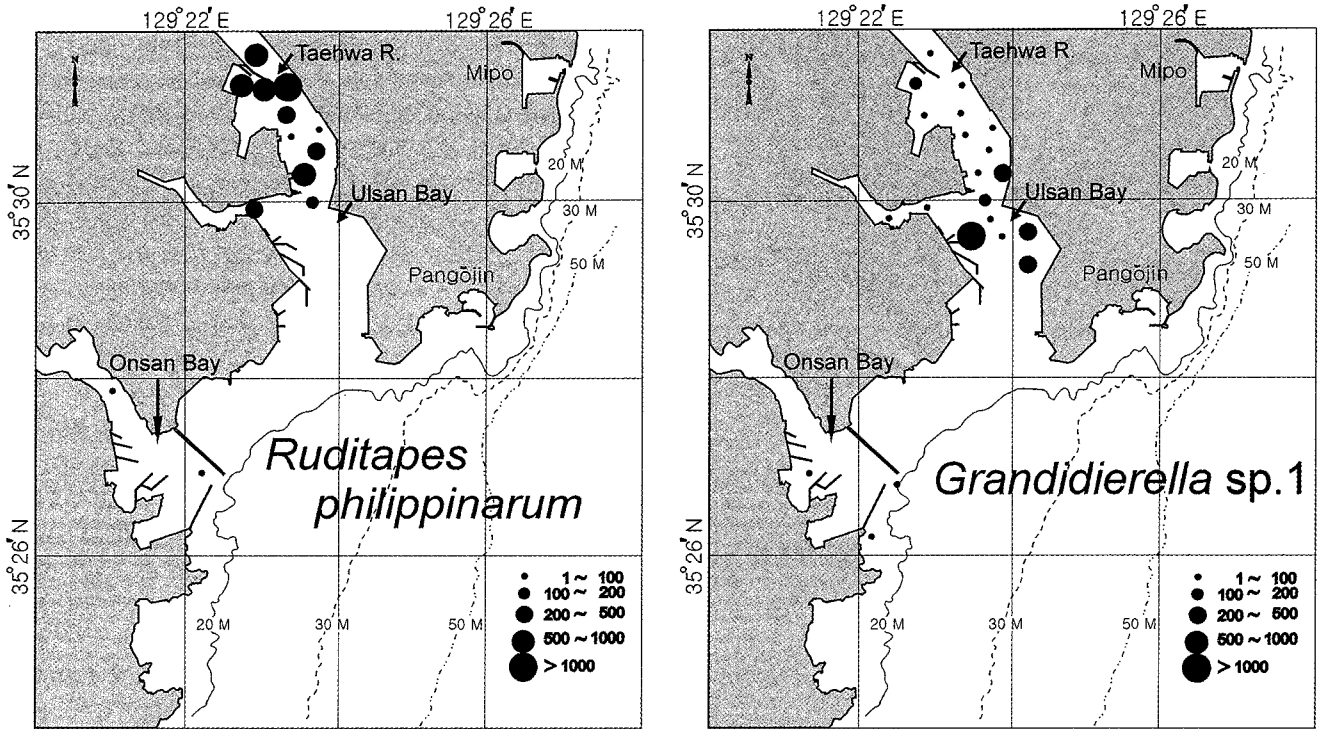 129°22′E 129°26′E
N
Taehwa R.
Mipo
20 M
35°30′N
Ulsan Bay
30 M
50 M
Pangŏjin
Onsan Bay
Ruditapes
philippinarum
35°26′N
1 ~ 100
100 ~ 200
200 ~ 500
500 ~ 1000
> 1000
20 M 30 M 50 M
129°22′E 129°26′E
N
Taehwa R.
Mipo
20 M
35°30′N
Ulsan Bay
30 M
50 M
Pangŏjin
Onsan Bay
Grandidierella sp.1
35°26′N
1 ~ 100
100 ~ 200
200 ~ 500
500 ~ 1000
> 1000
20 M 30 M 50 M